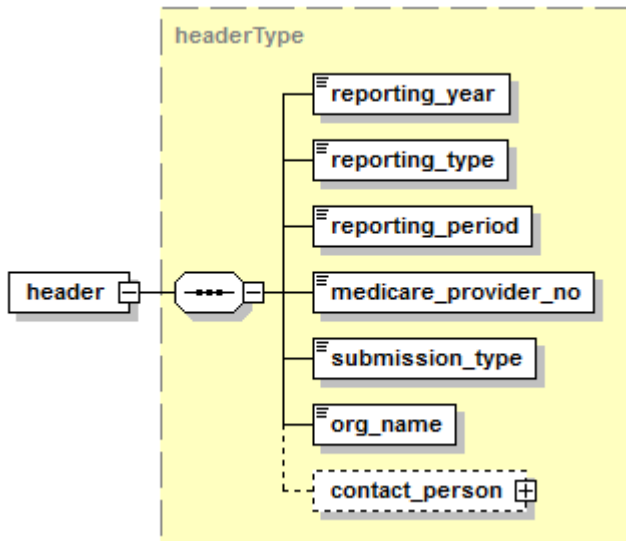 headerType
reporting_year
reporting_type
reporting_period
header
medicare_provider_no
submission_type
org_name
contact_person